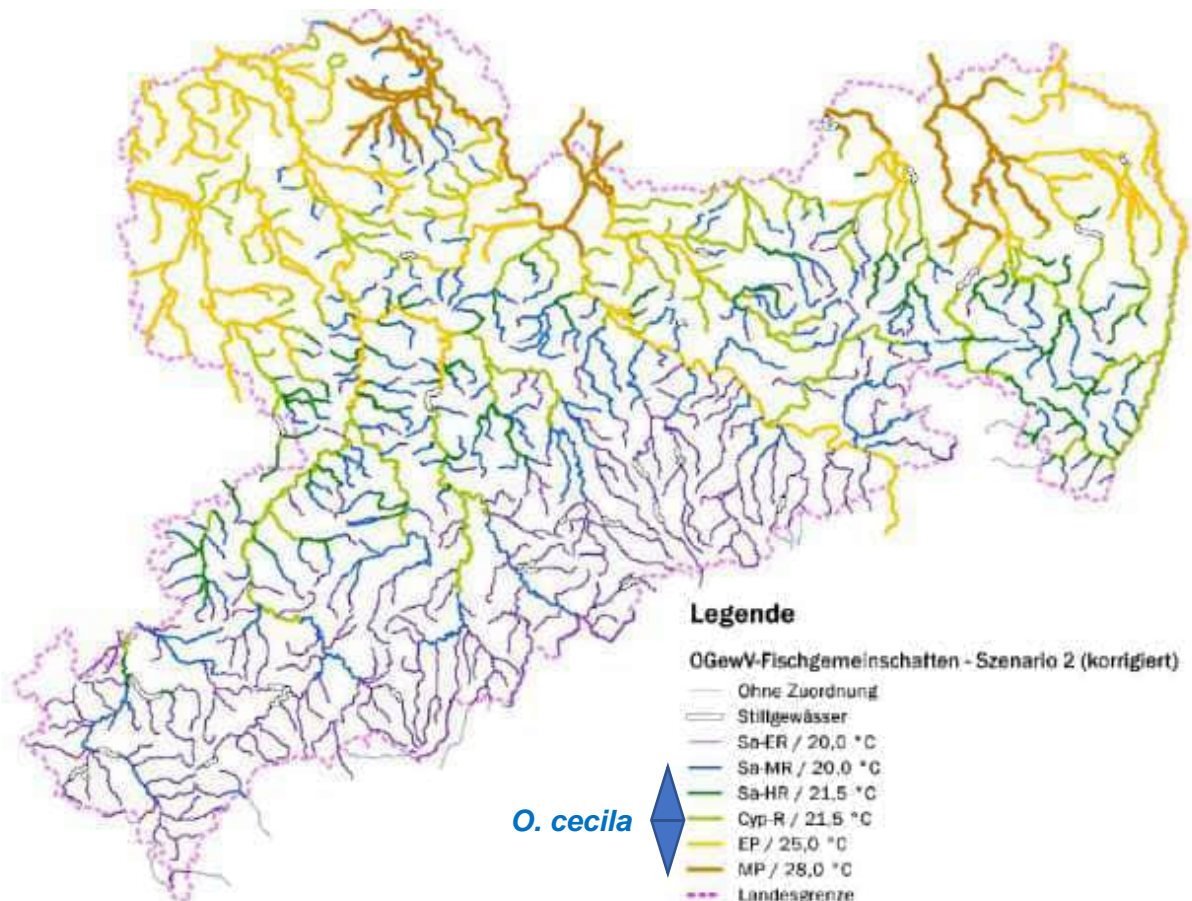 Legende
OGewV-Fischgemeinschaften - Szenario 2 (korrigiert)
Ohne Zuordnung
Stillgewässer
Sa-ER / 20,0 °C
Sa-MR / 20,0 °C
Sa-HR / 21,5 °C
O. cecila
Cyp-R / 21,5 °C
EP / 25,0 °C
MP / 28,0 °C
Landesgrenze